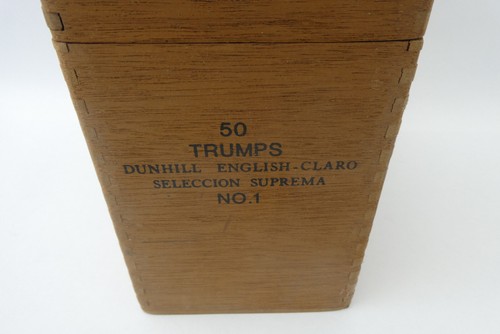 50
TRUMPS
DUNHILL ENGLISH-CLARO
SELECCION SUPREMA
NO.1